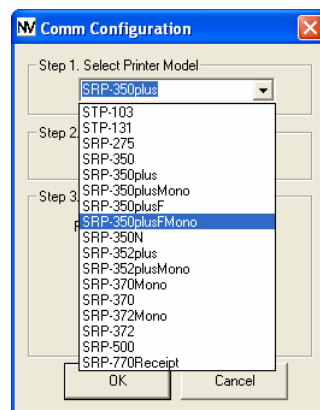 NV Comm Configuration
Step 1. Select Printer Model
SRP-350plus
STP-103
STP-131
SRP-275
SRP-350
SRP-350plus
SRP-350plusMono
SRP-350plusF
SRP-350plusFMono
SRP-350N
SRP-352plus
SRP-352plusMono
SRP-370Mono
SRP-370
SRP-372Mono
SRP-372
SRP-500
SRP-770Receipt
Step 2.
Step 3.
OK Cancel